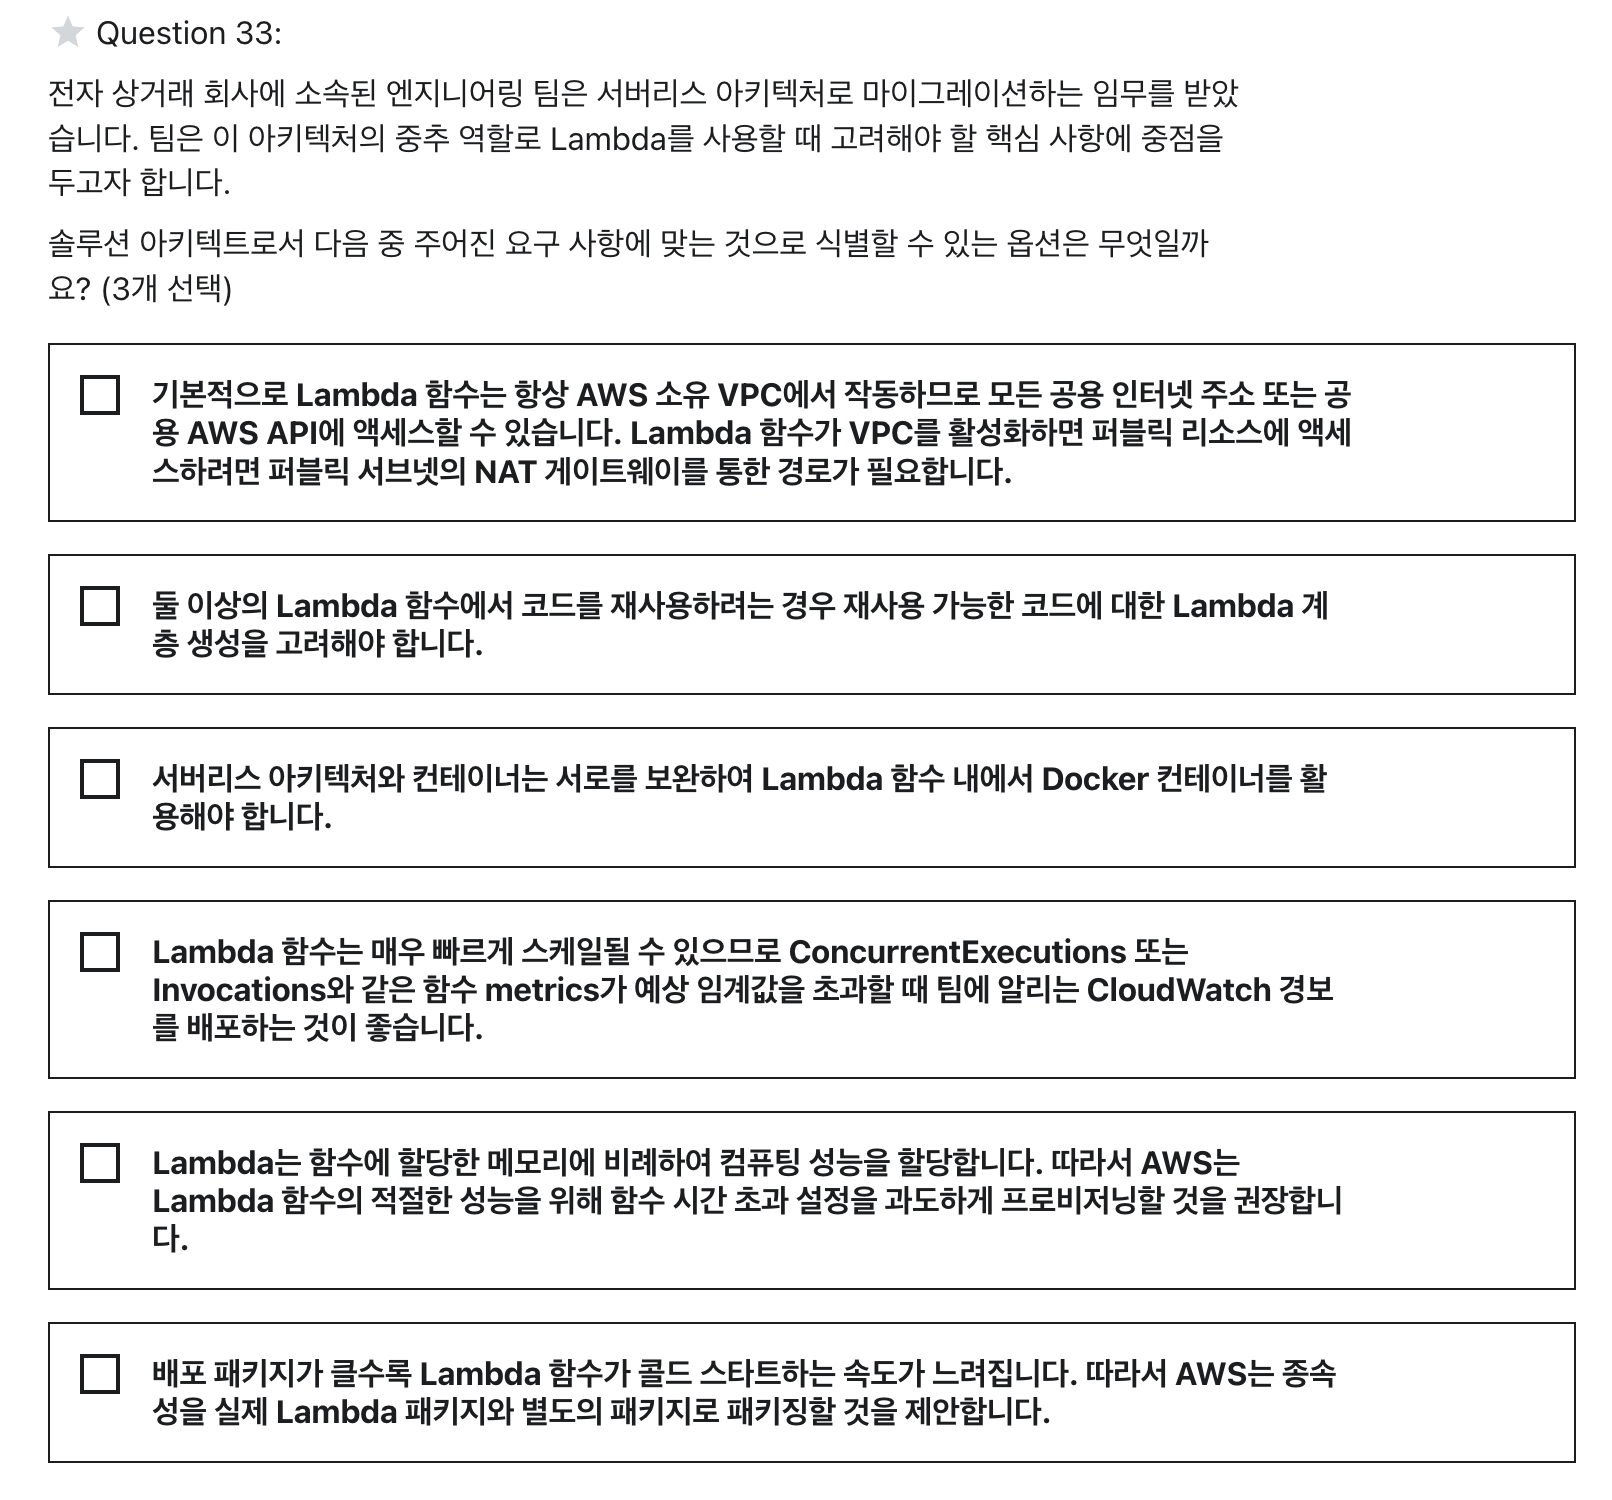 Question 33:
전자 상거래 회사에 소속된 엔지니어링 팀은 서버리스 아키텍처로 마이그레이션하는 임무를 받았
습니다. 팀은 이 아키텍처의 중추 역할로 Lambda를 사용할 때 고려해야 할 핵심 사항에 중점을
두고자 합니다.
솔루션 아키텍트로서 다음 중 주어진 요구 사항에 맞는 것으로 식별할 수 있는 옵션은 무엇일까
요? (3개 선택)
기본적으로 Lambda 함수는 항상 AWS 소유 VPC에서 작동하므로 모든 공용 인터넷 주소 또는 공
용 AWS API에 액세스할 수 있습니다. Lambda 함수가 VPC를 활성화하면 퍼블릭 리소스에 액세
스하려면 퍼블릭 서브넷의 NAT 게이트웨이를 통한 경로가 필요합니다.
둘 이상의 Lambda 함수에서 코드를 재사용하려는 경우 재사용 가능한 코드에 대한 Lambda 계
층 생성을 고려해야 합니다.
서버리스 아키텍처와 컨테이너는 서로를 보완하여 Lambda 함수 내에서 Docker 컨테이너를 활
용해야 합니다.
Lambda 함수는 매우 빠르게 스케일될 수 있으므로 ConcurrentExecutions 또는
Invocations와 같은 함수 metrics가 예상 임계값을 초과할 때 팀에 알리는 CloudWatch 경보
를 배포하는 것이 좋습니다.
Lambda는 함수에 할당한 메모리에 비례하여 컴퓨팅 성능을 할당합니다. 따라서 AWS는
Lambda 함수의 적절한 성능을 위해 함수 시간 초과 설정을 과도하게 프로비저닝할 것을 권장합니
다.
배포 패키지가 클수록 Lambda 함수가 콜드 스타트하는 속도가 느려집니다. 따라서 AWS는 종속
성을 실제 Lambda 패키지와 별도의 패키지로 패키징할 것을 제안합니다.